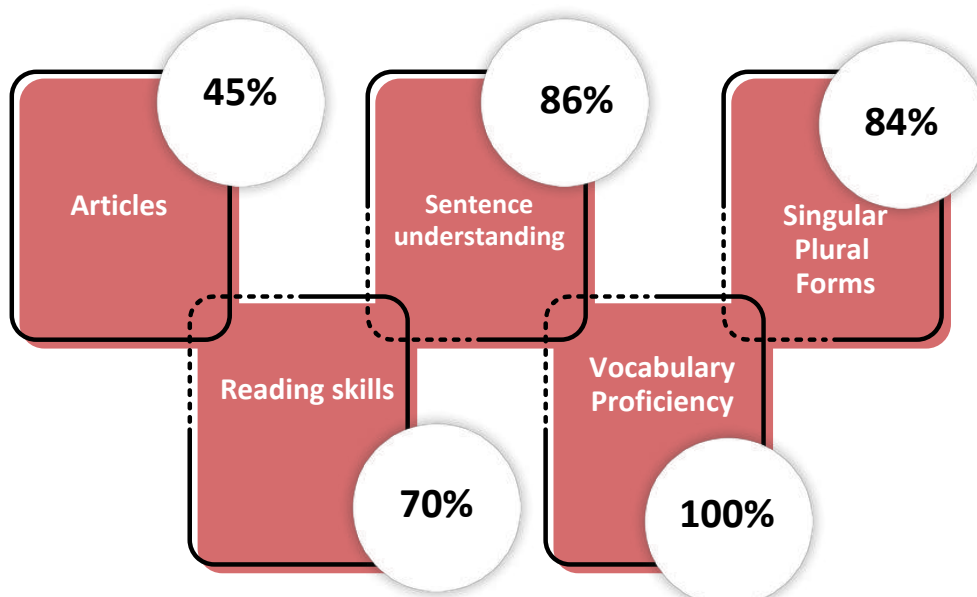 45%
Articles
86%
Sentence
understanding
84%
Singular
Plural
Forms
Reading skills
70%
Vocabulary
Proficiency
100%